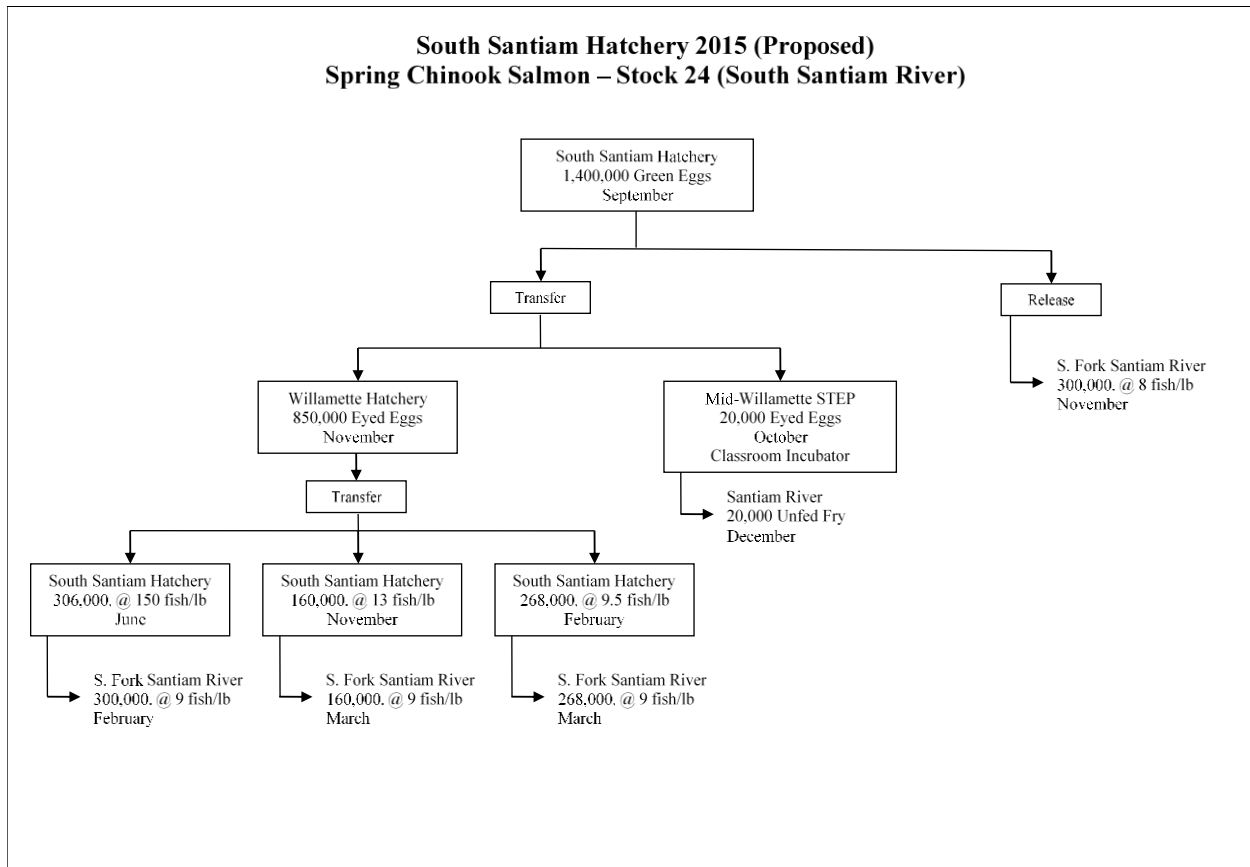 South Santiam Hatchery 2015 (Proposed)
Spring Chinook Salmon – Stock 24 (South Santiam River)
South Santiam Hatchery
1,400,000 Green Eggs
September
Transfer
Release
S. Fork Santiam River
300,000. @ 8 fish/lb
November
Willamette Hatchery
850,000 Eyed Eggs
November
Mid-Willamette STEP
20,000 Eyed Eggs
October
Classroom Incubator
Transfer
Santiam River
20,000 Unfed Fry
December
South Santiam Hatchery
306,000. @ 150 fish/lb
June
South Santiam Hatchery
160,000. @ 13 fish/lb
November
South Santiam Hatchery
268,000. @ 9.5 fish/lb
February
S. Fork Santiam River
300,000. @ 9 fish/lb
February
S. Fork Santiam River
160,000. @ 9 fish/lb
March
S. Fork Santiam River
268,000. @ 9 fish/lb
March